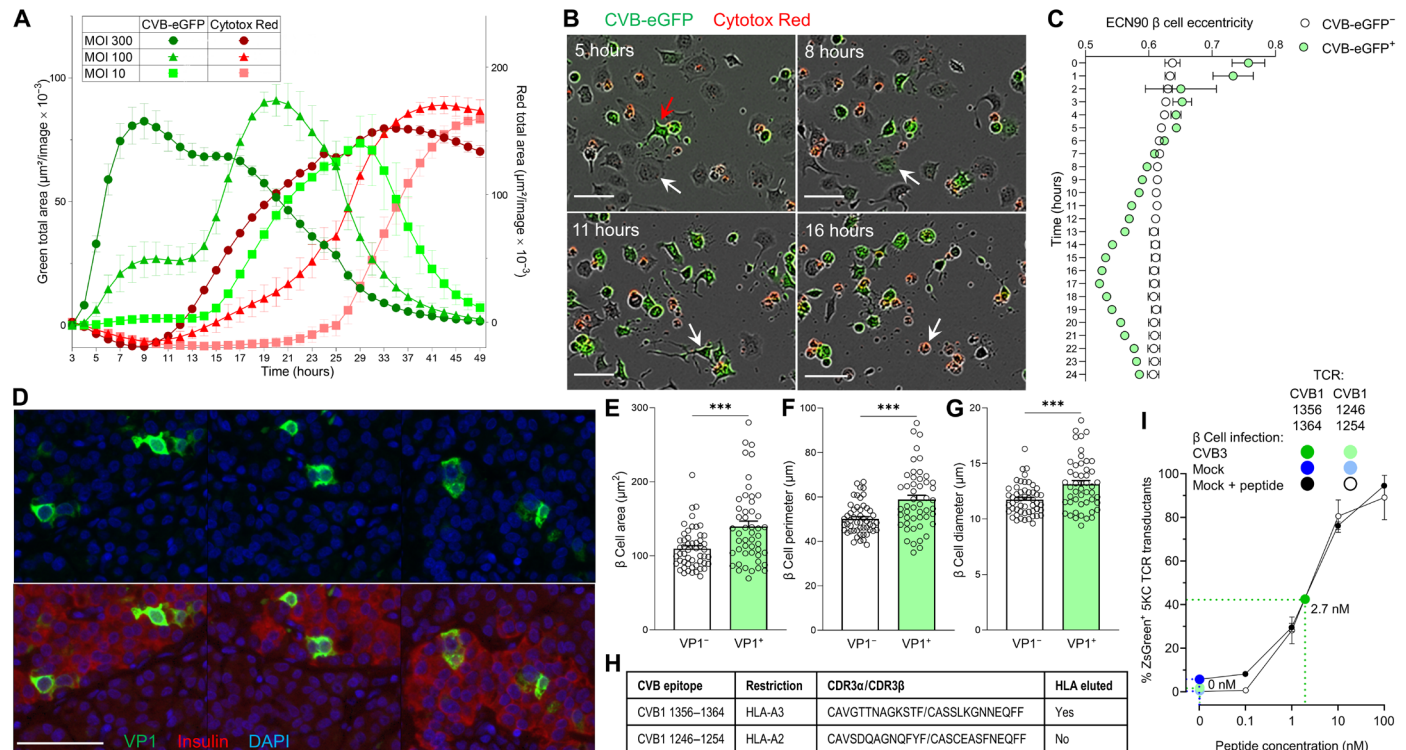 A
CVB-eGFP Cytotox Red
MOI 300
MOI 100
MOI 10
Green total area (µm²/image × 10⁻³)
100
50
0
Red total area (µm²/image × 10⁻³)
200
100
0
3 5 7 9 11 13 15 17 19 21 23 25 29 33 37 41 45 49
Time (hours)
B CVB-eGFP Cytotox Red
5 hours
8 hours
11 hours
16 hours
C
ECN90 β cell eccentricity
CVB-eGFP⁻
CVB-eGFP⁺
0.5 0.6 0.7 0.8
Time (hours)
0
1
2
3
4
5
6
7
8
9
10
11
12
13
14
15
16
17
18
19
20
21
22
23
24
D
VP1 Insulin DAPI
E
***
β Cell area (µm²)
300
200
100
0
VP1⁻ VP1⁺
F
***
β Cell perimeter (µm)
100
80
60
40
20
0
VP1⁻ VP1⁺
G
***
β Cell diameter (µm)
20
15
10
5
0
VP1⁻ VP1⁺
H
CVB epitope Restriction CDR3α/CDR3β HLA eluted
CVB1 1356–1364 HLA-A3 CAVGTTNAGKSTF/CASSLKGNNEQFF Yes
CVB1 1246–1254 HLA-A2 CAVSDQAGNQFYF/CASCEASFNEQFF No
I
TCR:
CVB1 CVB1
1356 1246
1364 1254
β Cell infection:
CVB3
Mock
Mock + peptide
% ZsGreen⁺ 5KC TCR transductants
100
80
60
40
20
0
2.7 nM
0 nM
0 0.1 1 10 100
Peptide concentration (nM)